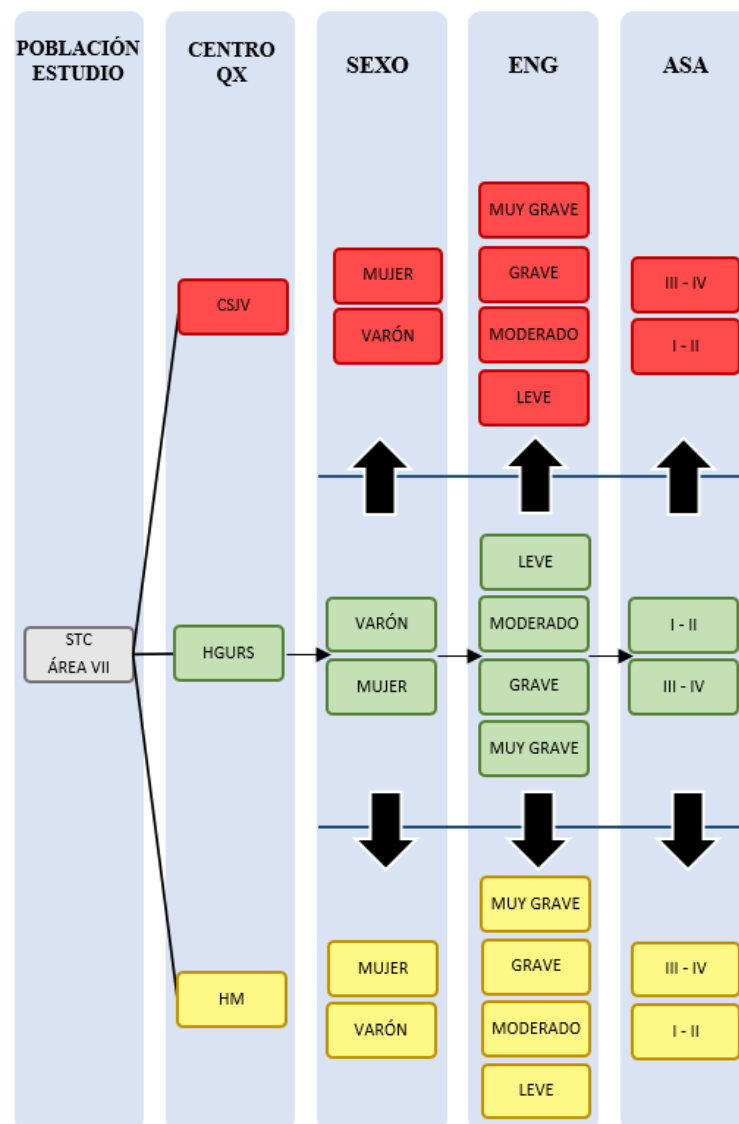 POBLACIÓN
ESTUDIO
CENTRO
QX
SEXO
ENG
ASA
MUY GRAVE
MUJER
GRAVE
III - IV
CSJV
VARÓN
MODERADO
I - II
LEVE
LEVE
STC
ÁREA VII
HGURS
VARÓN
MODERADO
I - II
MUJER
GRAVE
III - IV
MUY GRAVE
MUY GRAVE
MUJER
GRAVE
III - IV
HM
VARÓN
MODERADO
I - II
LEVE